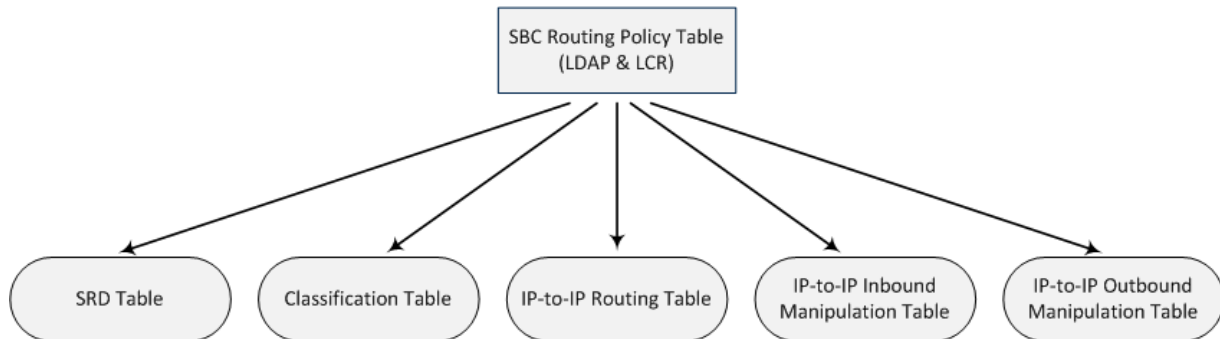 SBC Routing Policy Table
(LDAP & LCR)
SRD Table
Classification Table
IP-to-IP Routing Table
IP-to-IP Inbound
Manipulation Table
IP-to-IP Outbound
Manipulation Table